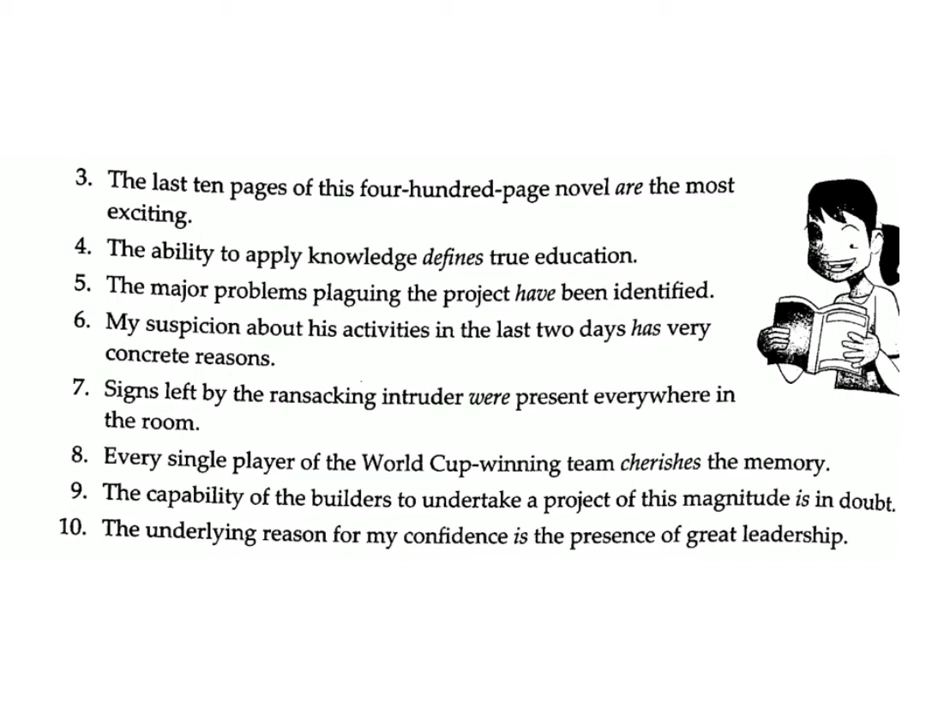 3. The last ten pages of this four-hundred-page novel are the most
exciting.
4. The ability to apply knowledge defines true education.
5. The major problems plaguing the project have been identified.
6. My suspicion about his activities in the last two days has very
concrete reasons.
7. Signs left by the ransacking intruder were present everywhere in
the room.
8. Every single player of the World Cup-winning team cherishes the memory.
9. The capability of the builders to undertake a project of this magnitude is in doubt.
10. The underlying reason for my confidence is the presence of great leadership.